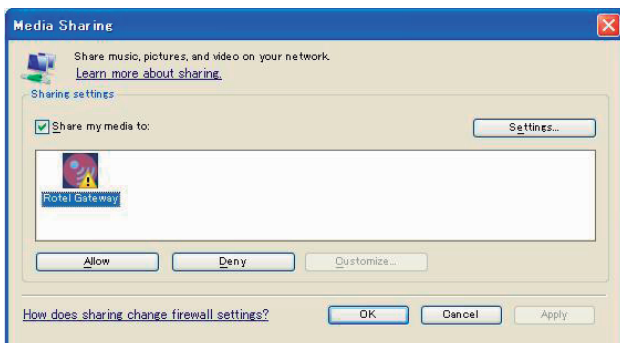 Media Sharing
Share music, pictures, and video on your network.
Learn more about sharing.
Sharing settings
Share my media to:
Settings...
Rotel Gateway
Allow
Deny
Customize...
How does sharing change firewall settings?
OK
Cancel
Apply